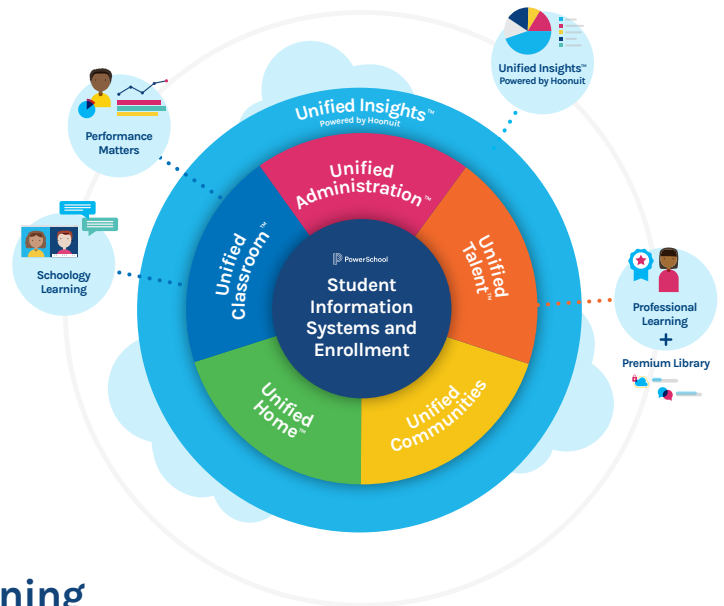 Unified Insights™
Powered by Hoonuit
Unified Insights™
Powered by Hoonuit
Performance
Matters
Unified
Administration™
Unified
Classroom™
Unified
Talent™
Schoology
Learning
PowerSchool
Student
Information
Systems and
Enrollment
Professional
Learning
+
Premium Library
Unified
Home™
Unified
Communities